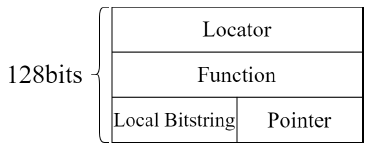 Locator
128bits
Function
Local Bitstring
Pointer